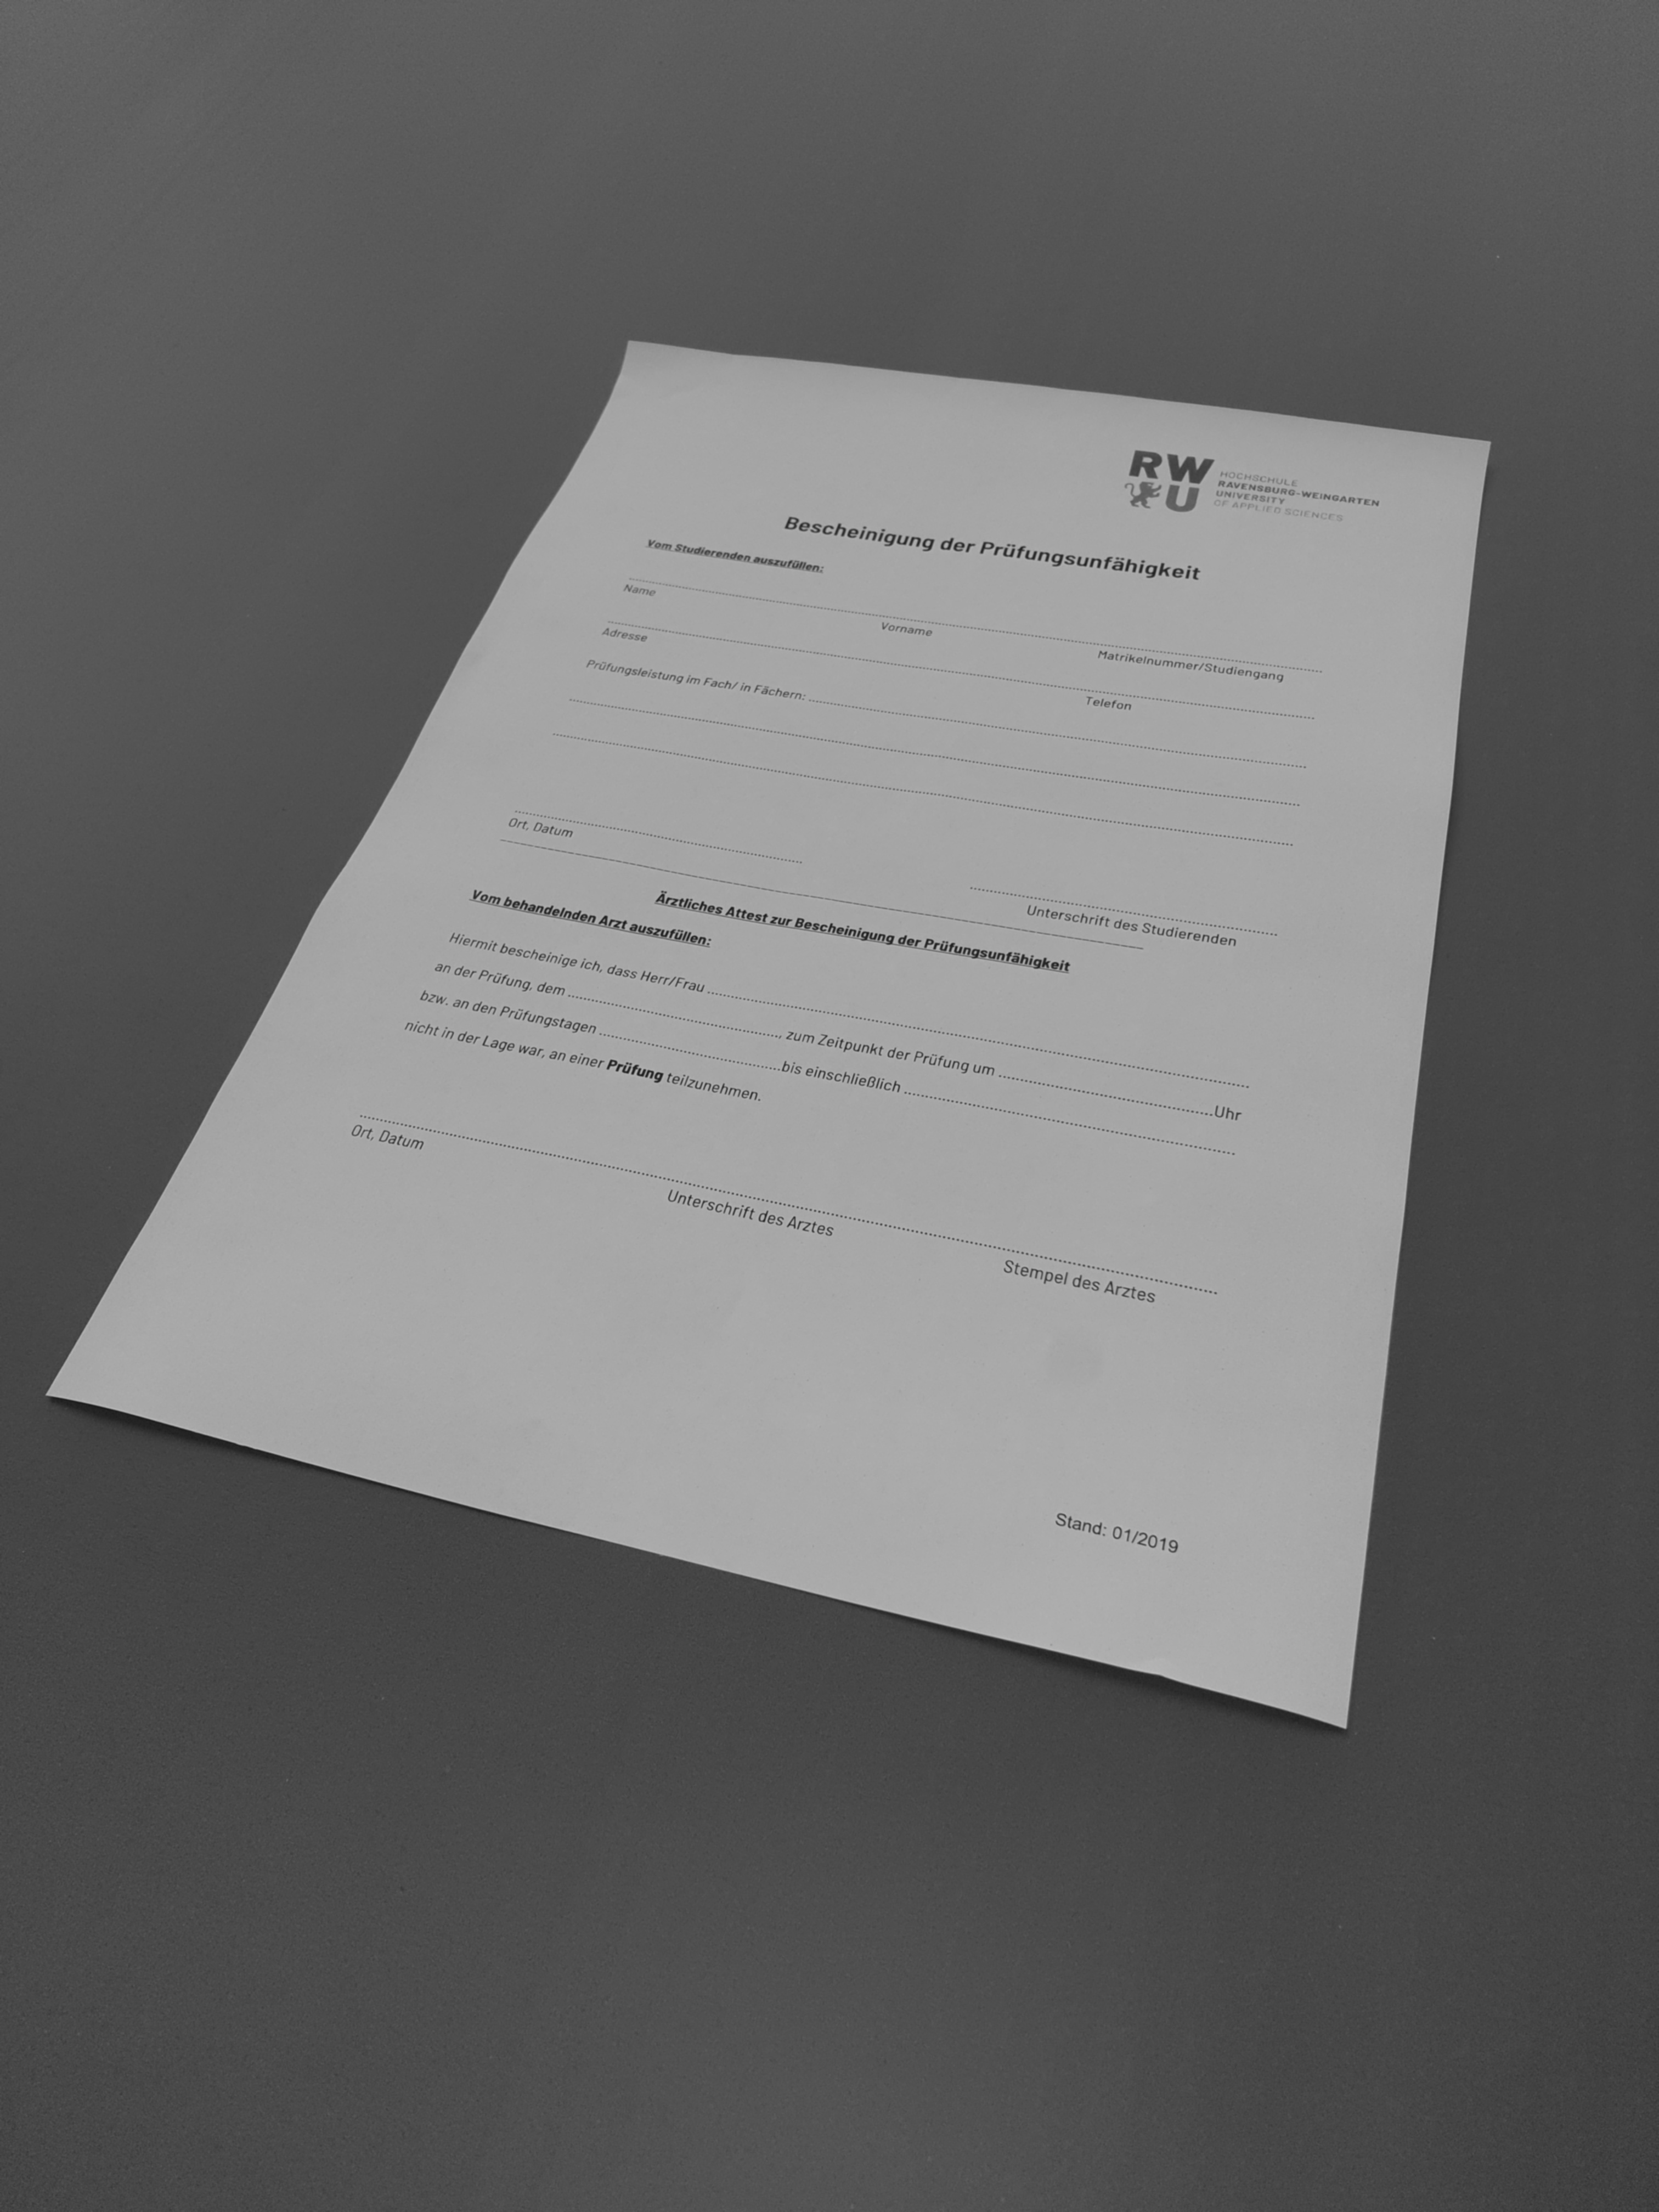 RW
U
HOCHSCHULE
RAVENSBURG-WEINGARTEN
UNIVERSITY
OF APPLIED SCIENCES
Bescheinigung der Prüfungsunfähigkeit
Vom Studierenden auszufüllen:
Name Vorname Matrikelnummer/Studiengang
Adresse Telefon
Prüfungsleistung im Fach/ in Fächern:
Ort, Datum Unterschrift des Studierenden
Ärztliches Attest zur Bescheinigung der Prüfungsunfähigkeit
Vom behandelnden Arzt auszufüllen:
Hiermit bescheinige ich, dass Herr/Frau
an der Prüfung, dem , zum Zeitpunkt der Prüfung um Uhr
bzw. an den Prüfungstagen bis einschließlich
nicht in der Lage war, an einer Prüfung teilzunehmen.
Ort, Datum Unterschrift des Arztes Stempel des Arztes
Stand: 01/2019